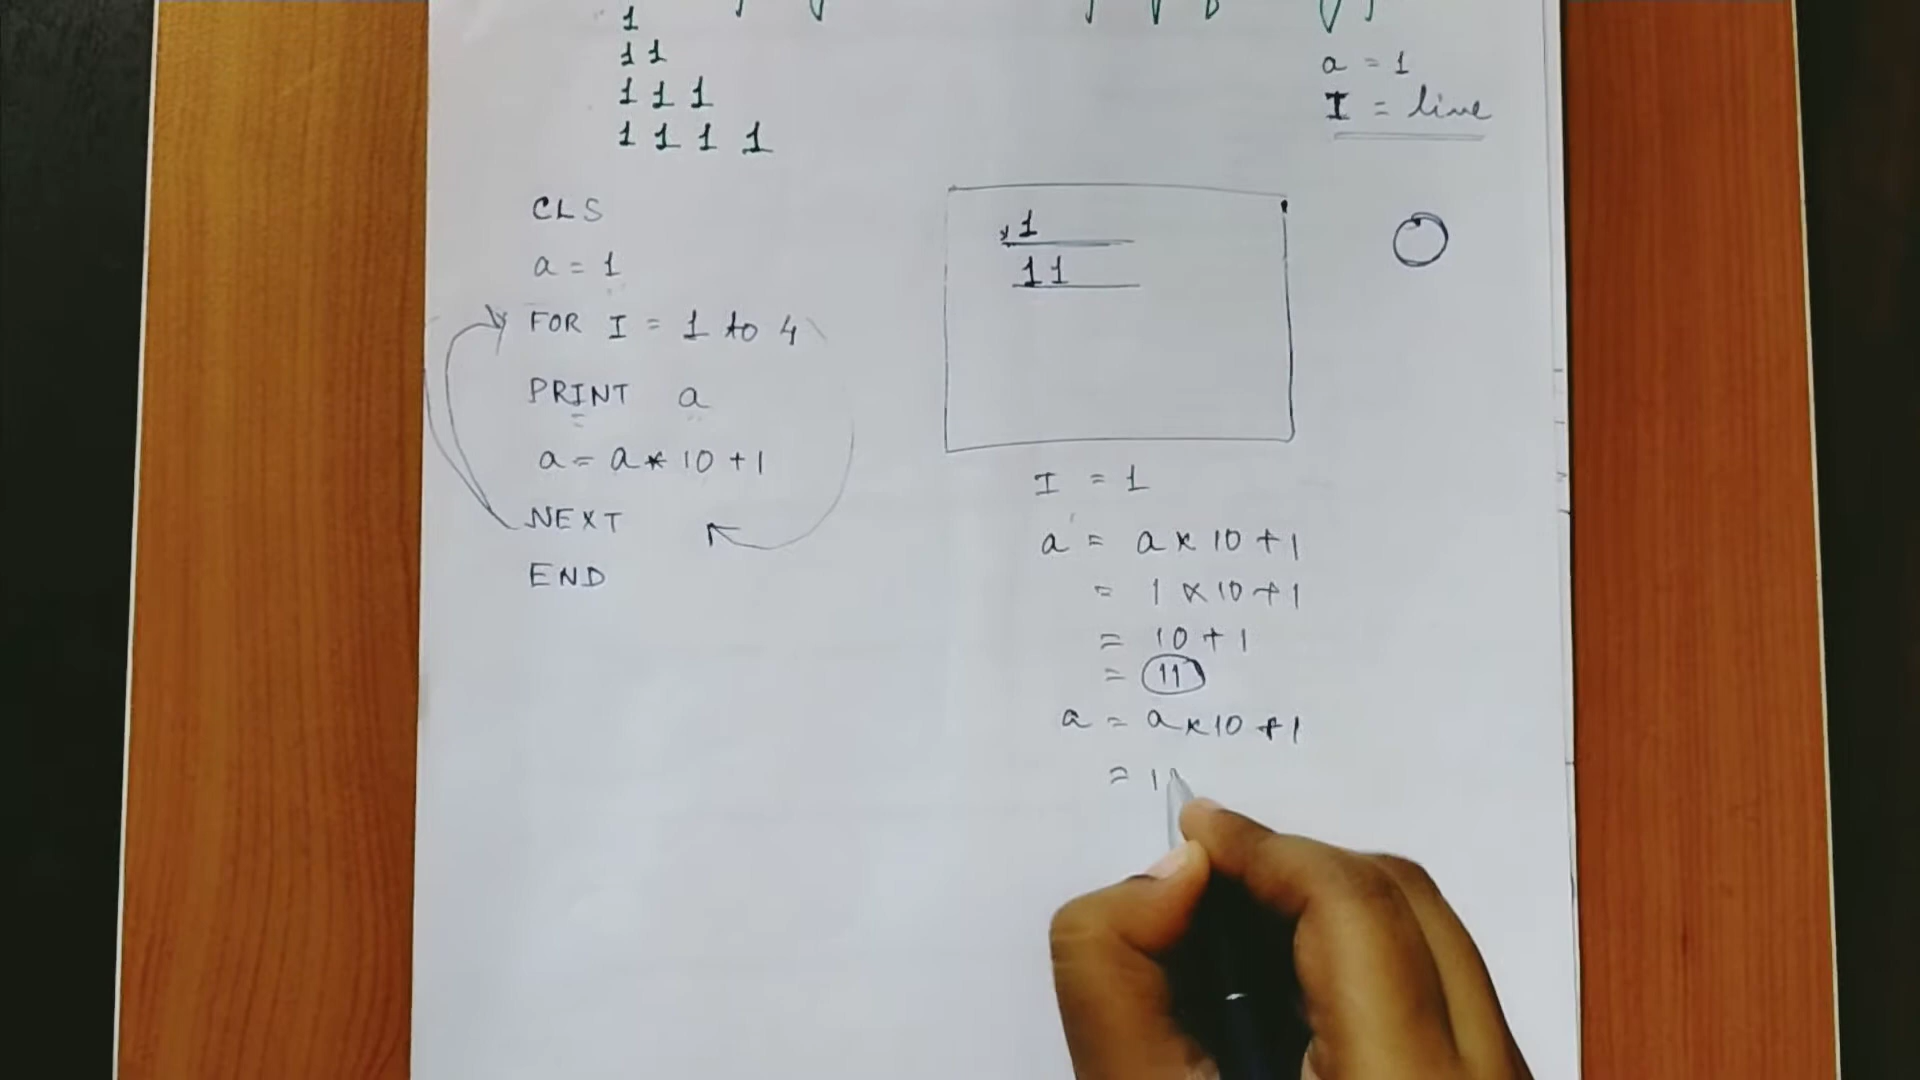 1
1 1
1 1 1
1 1 1 1
a = 1
I = line
CLS
a = 1
FOR I = 1 to 4
PRINT a
a = a * 10 + 1
NEXT
END
1
1 1
I = 1
a = a × 10 + 1
= 1 × 10 + 1
= 10 + 1
= 11
a = a × 10 + 1
= 1